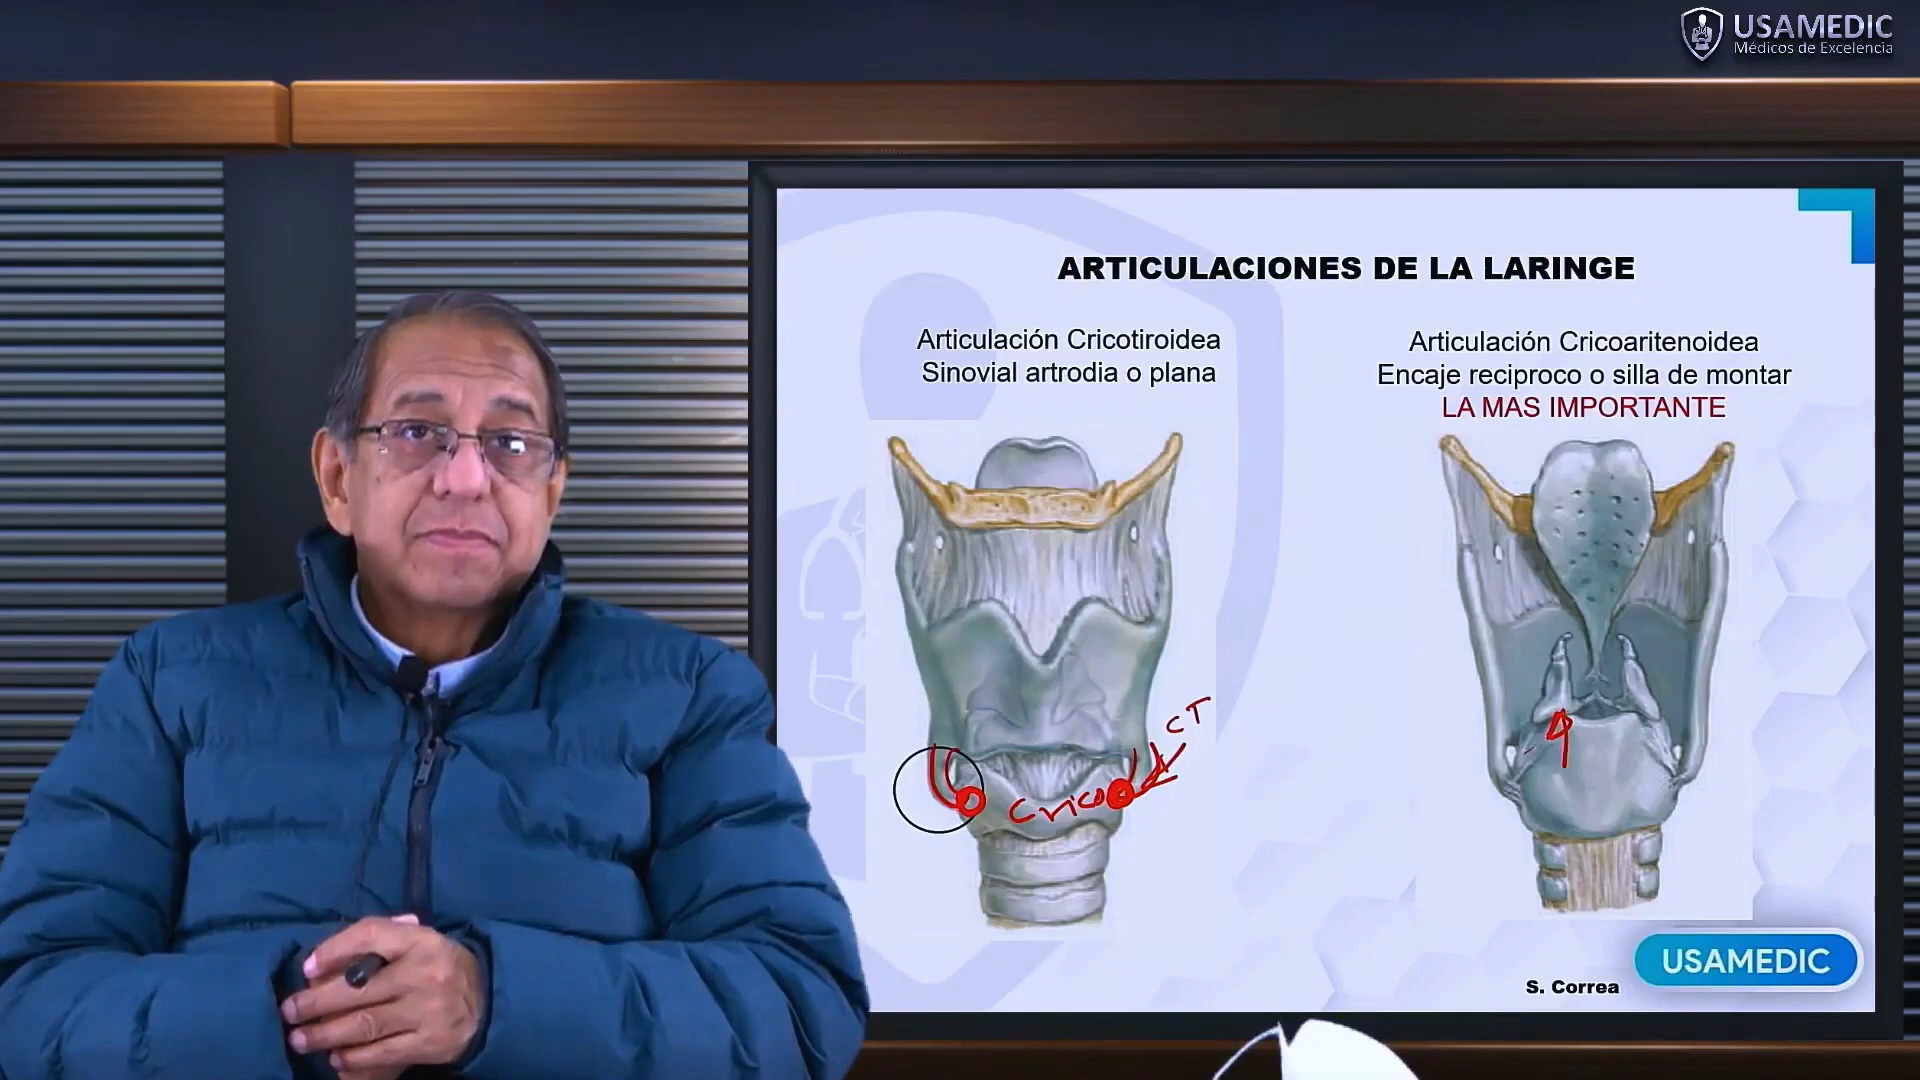 USAMEDIC
Médicos de Excelencia
ARTICULACIONES DE LA LARINGE
Articulación Cricotiroidea
Sinovial artrodia o plana
Articulación Cricoaritenoidea
Encaje reciproco o silla de montar
LA MAS IMPORTANTE
CT
Crico
USAMEDIC
S. Correa